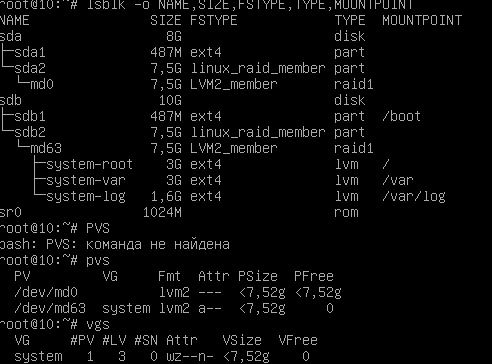 root@10:~# lsblk -o NAME,SIZE,FSTYPE,TYPE,MOUNTPOINT
NAME SIZE FSTYPE TYPE MOUNTPOINT
sda 8G disk
├─sda1 487M ext4 part
└─sda2 7,5G linux_raid_member part
└─md0 7,5G LVM2_member raid1
sdb 10G disk
├─sdb1 487M ext4 part /boot
└─sdb2 7,5G linux_raid_member part
└─md63 7,5G LVM2_member raid1
├─system-root 3G ext4 lvm /
├─system-var 3G ext4 lvm /var
└─system-log 1,6G ext4 lvm /var/log
sr0 1024M rom
root@10:~# PVS
bash: PVS: команда не найдена
root@10:~# pvs
PV VG Fmt Attr PSize PFree
/dev/md0 lvm2 --- <7,52g <7,52g
/dev/md63 system lvm2 a-- <7,52g 0
root@10:~# vgs
VG #PV #LV #SN Attr VSize VFree
system 1 3 0 wz--n- <7,52g 0